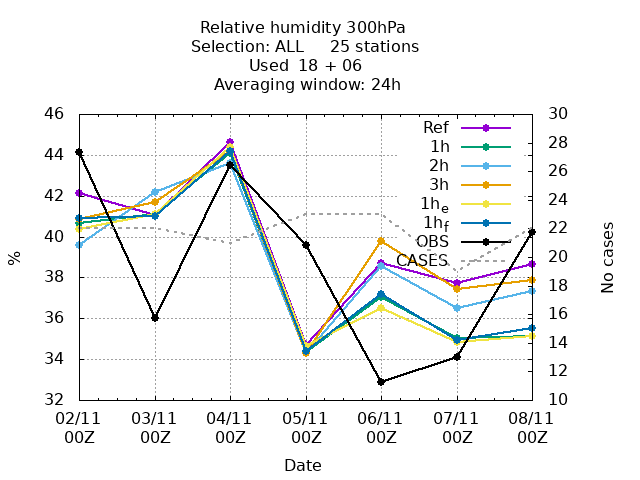 Relative humidity 300hPa
Selection: ALL 25 stations
Used 18 + 06
Averaging window: 24h
46
44
42
40
38
36
34
32
%
30
28
26
24
22
20
18
16
14
12
10
No cases
Ref
1h
2h
3h
1he
1hf
OBS
CASES
02/11 03/11 04/11 05/11 06/11 07/11 08/11
00Z 00Z 00Z 00Z 00Z 00Z 00Z
Date